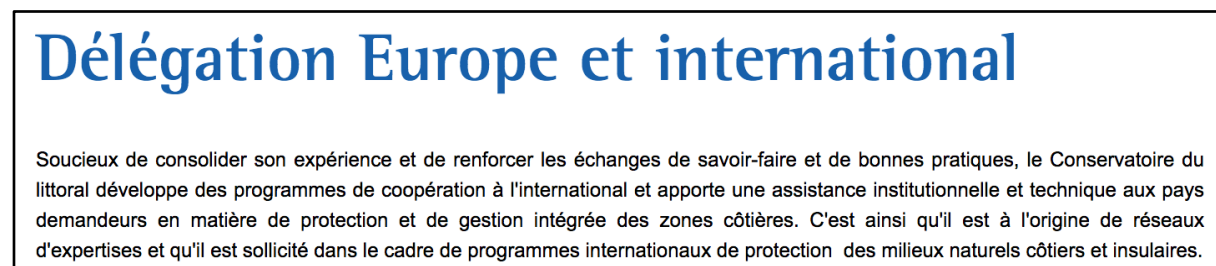 Délégation Europe et international
Soucieux de consolider son expérience et de renforcer les échanges de savoir-faire et de bonnes pratiques, le Conservatoire du
littoral développe des programmes de coopération à l'international et apporte une assistance institutionnelle et technique aux pays
demandeurs en matière de protection et de gestion intégrée des zones côtières. C'est ainsi qu'il est à l'origine de réseaux
d'expertises et qu'il est sollicité dans le cadre de programmes internationaux de protection  des milieux naturels côtiers et insulaires.